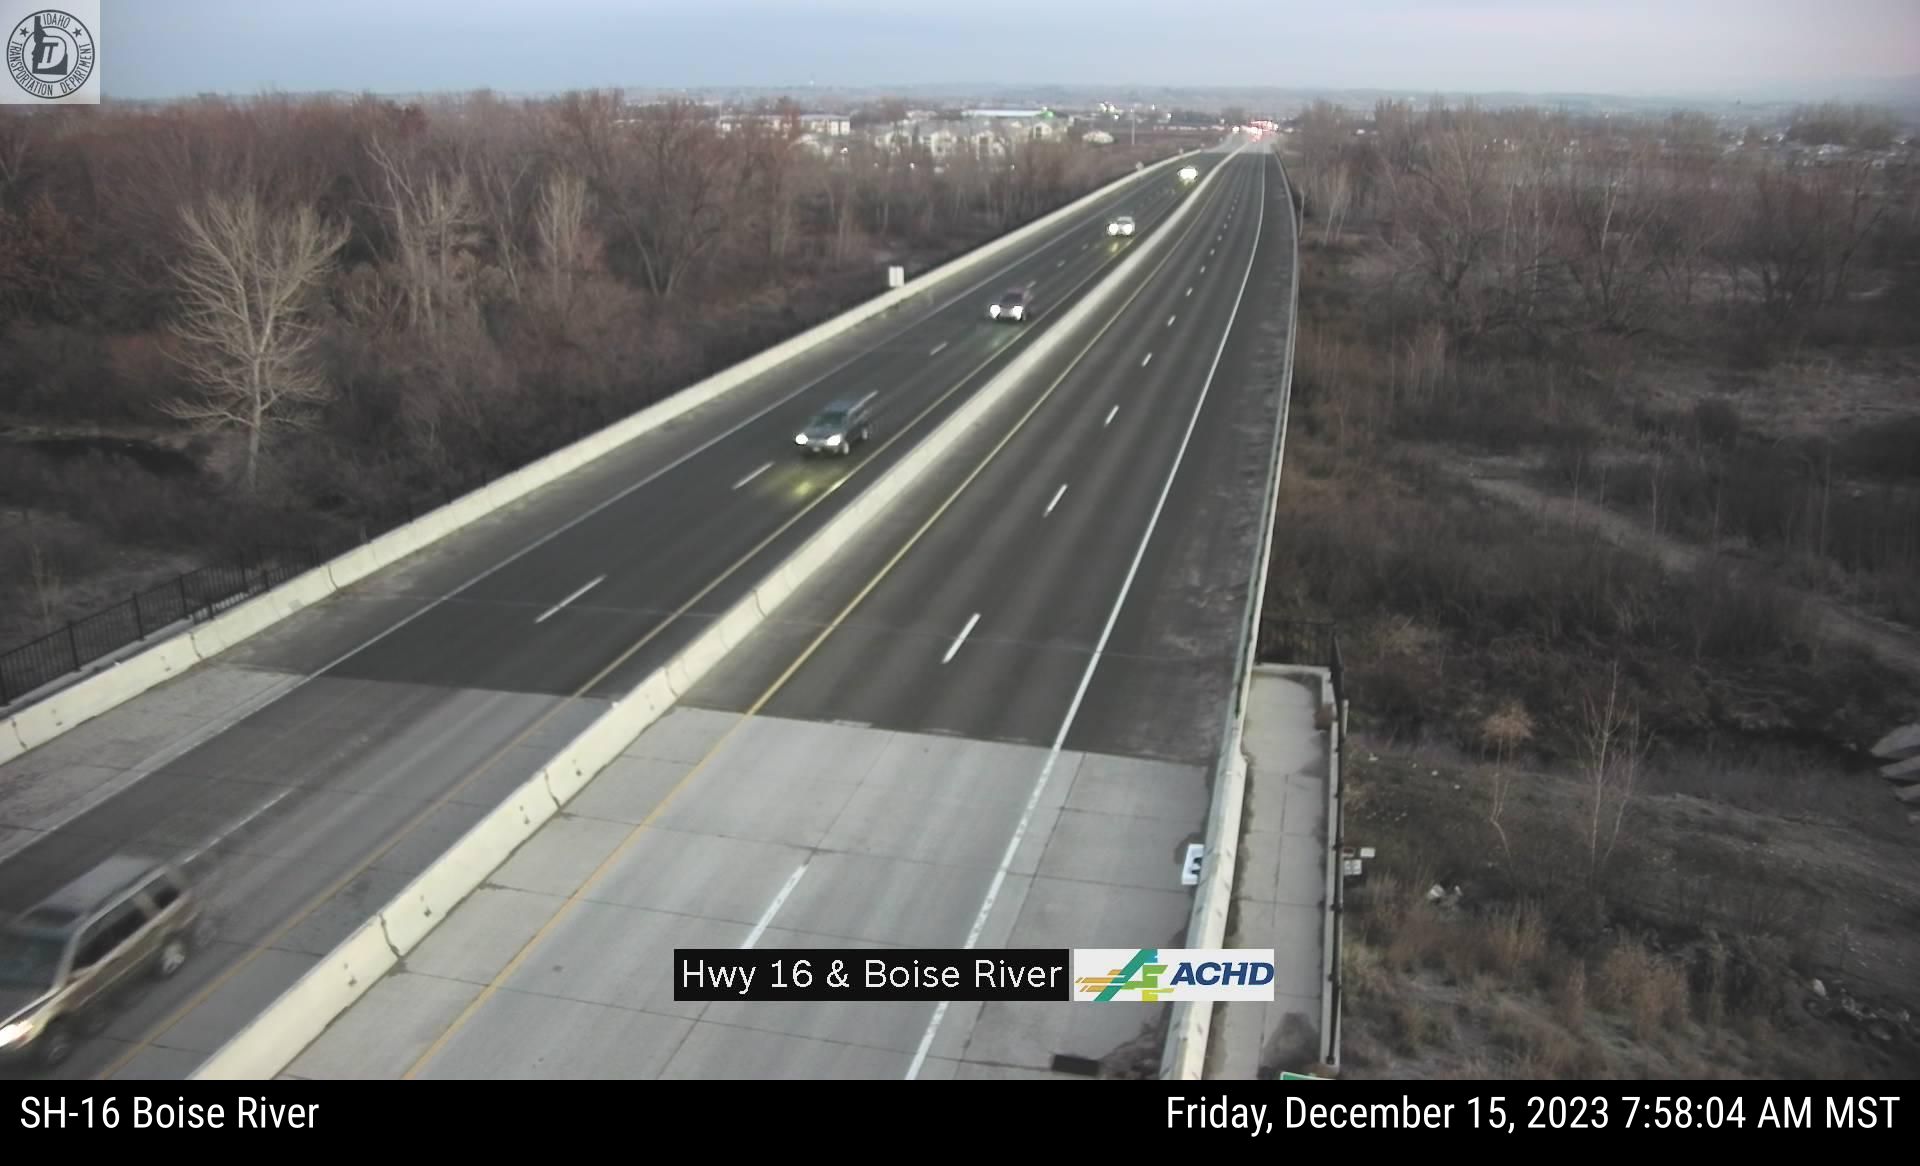 IDAHO
TRANSPORTATION DEPARTMENT
Hwy 16 & Boise River
ACHD
SH-16 Boise River
Friday, December 15, 2023 7:58:04 AM MST